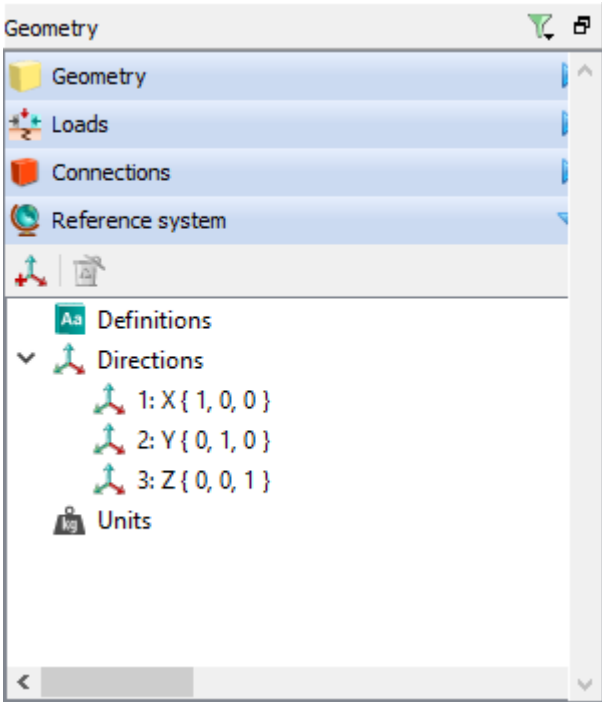 Geometry
Geometry
Loads
Connections
Reference system
Aa Definitions
Directions
1: X { 1, 0, 0 }
2: Y { 0, 1, 0 }
3: Z { 0, 0, 1 }
kg Units